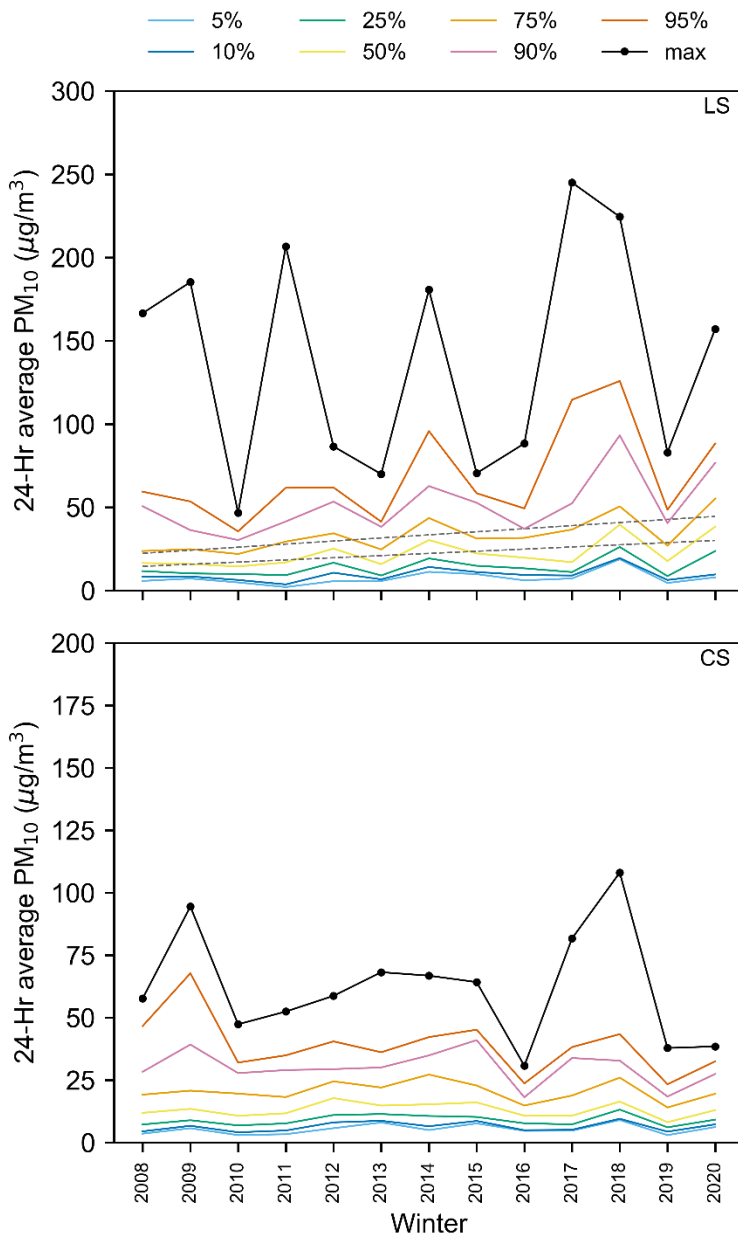 5% 25% 75% 95%
10% 50% 90% max
LS
300
250
200
150
100
50
0
24-Hr average PM₁₀ (μg/m³)
CS
200
175
150
125
100
75
50
25
0
24-Hr average PM₁₀ (μg/m³)
2008 2009 2010 2011 2012 2013 2014 2015 2016 2017 2018 2019 2020
Winter